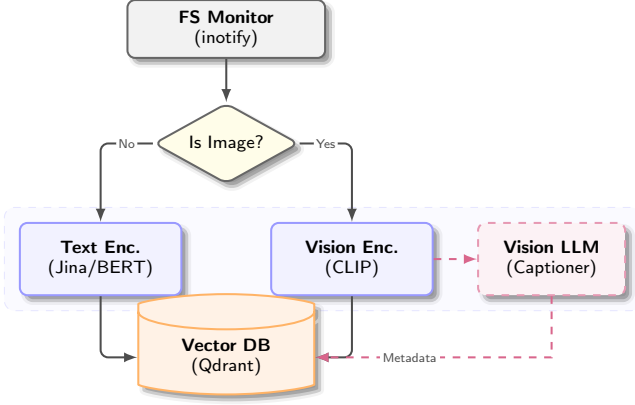 FS Monitor
(inotify)
Is Image?
No
Yes
Text Enc.
(Jina/BERT)
Vision Enc.
(CLIP)
Vision LLM
(Captioner)
Vector DB
(Qdrant)
Metadata